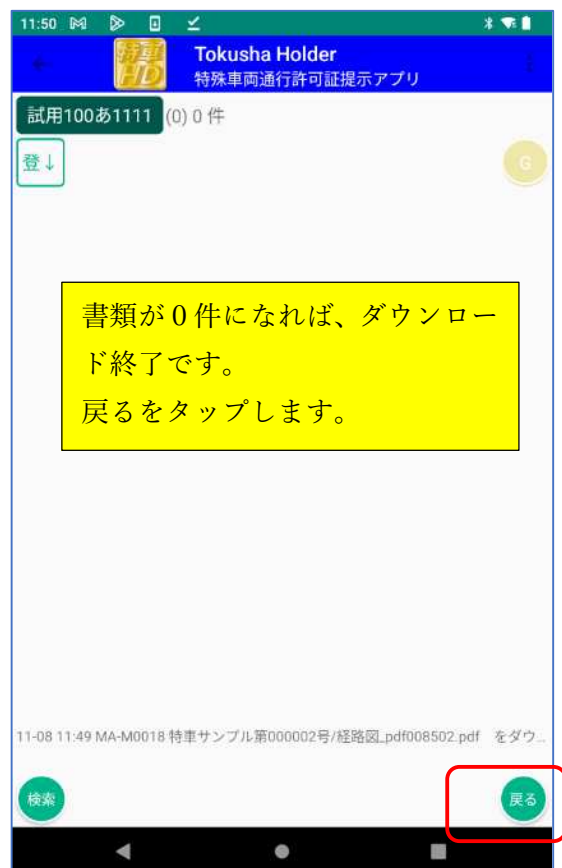 11:50
特車
HD
Tokusha Holder
特殊車両通行許可証提示アプリ
試用100あ1111 (0) 0 件
登↓
G
書類が０件になれば、ダウンロー
ド終了です。
戻るをタップします。
11-08 11:49 MA-M0018 特車サンプル第000002号/経路図_pdf008502.pdf をダウ...
検索
戻る